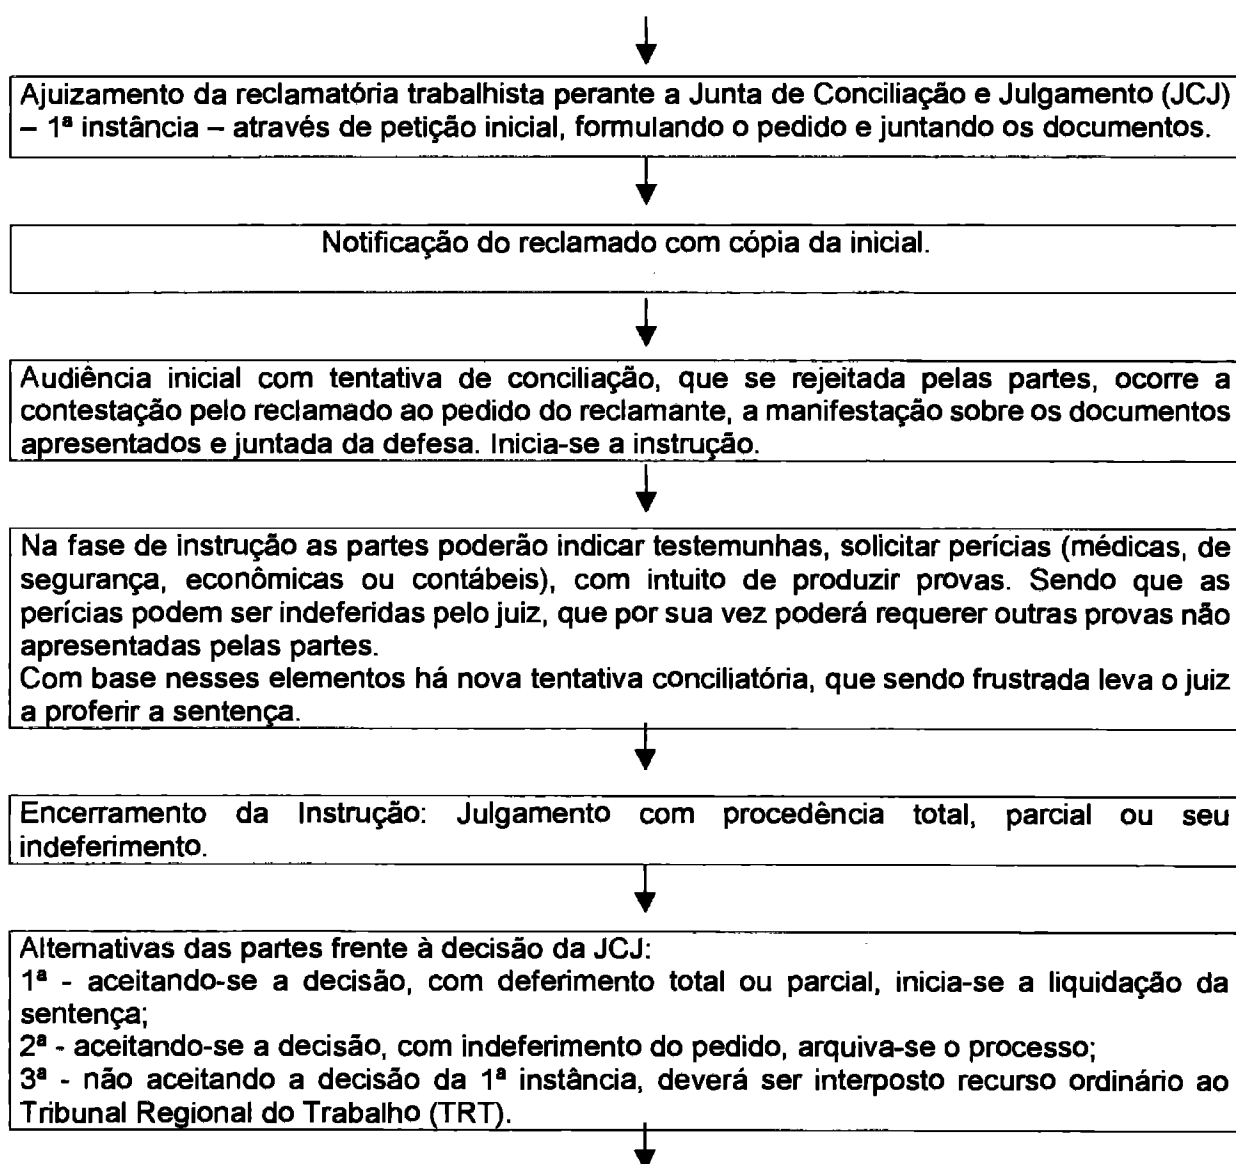 Ajuizamento da reclamatória trabalhista perante a Junta de Conciliação e Julgamento (JCJ)
– 1ª instância – através de petição inicial, formulando o pedido e juntando os documentos.
Notificação do reclamado com cópia da inicial.
Audiência inicial com tentativa de conciliação, que se rejeitada pelas partes, ocorre a
contestação pelo reclamado ao pedido do reclamante, a manifestação sobre os documentos
apresentados e juntada da defesa. Inicia-se a instrução.
Na fase de instrução as partes poderão indicar testemunhas, solicitar perícias (médicas, de
segurança, econômicas ou contábeis), com intuito de produzir provas. Sendo que as
perícias podem ser indeferidas pelo juiz, que por sua vez poderá requerer outras provas não
apresentadas pelas partes.
Com base nesses elementos há nova tentativa conciliatória, que sendo frustrada leva o juiz
a proferir a sentença.
Encerramento da Instrução: Julgamento com procedência total, parcial ou seu
indeferimento.
Alternativas das partes frente à decisão da JCJ:
1ª - aceitando-se a decisão, com deferimento total ou parcial, inicia-se a liquidação da
sentença;
2ª - aceitando-se a decisão, com indeferimento do pedido, arquiva-se o processo;
3ª - não aceitando a decisão da 1ª instância, deverá ser interposto recurso ordinário ao
Tribunal Regional do Trabalho (TRT).